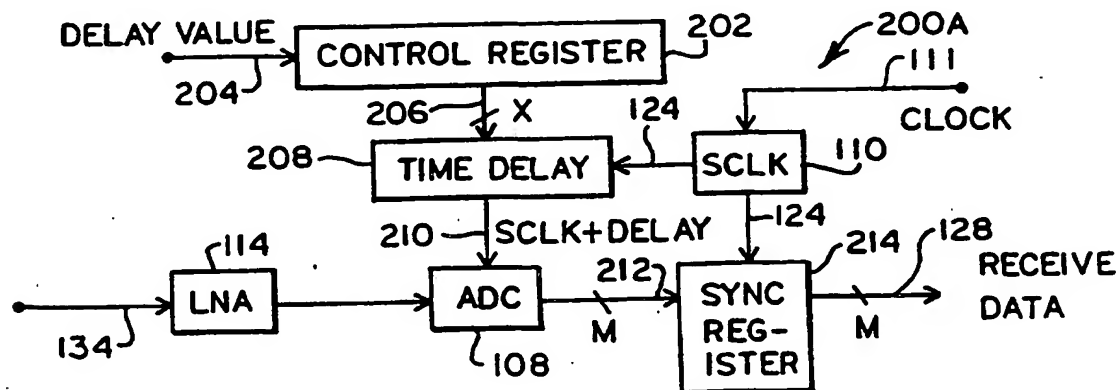 DELAY VALUE
204
CONTROL REGISTER
202
200A
111
CLOCK
206
X
124
208
TIME DELAY
SCLK
110
210
SCLK+DELAY
124
214
128
114
LNA
134
ADC
108
212
M
SYNC
REG-
ISTER
M
RECEIVE
DATA